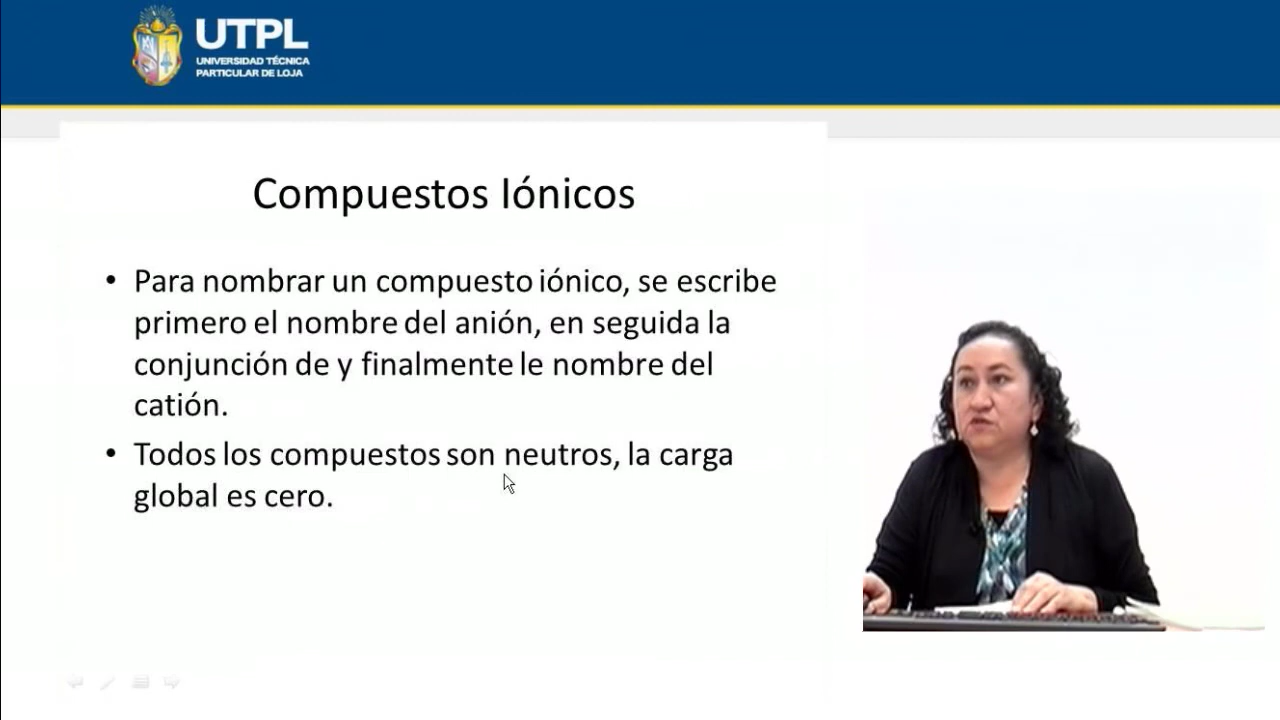 UTPL
UNIVERSIDAD TÉCNICA
PARTICULAR DE LOJA
Compuestos Iónicos
• Para nombrar un compuesto iónico, se escribe
primero el nombre del anión, en seguida la
conjunción de y finalmente le nombre del
catión.
• Todos los compuestos son neutros, la carga
global es cero.